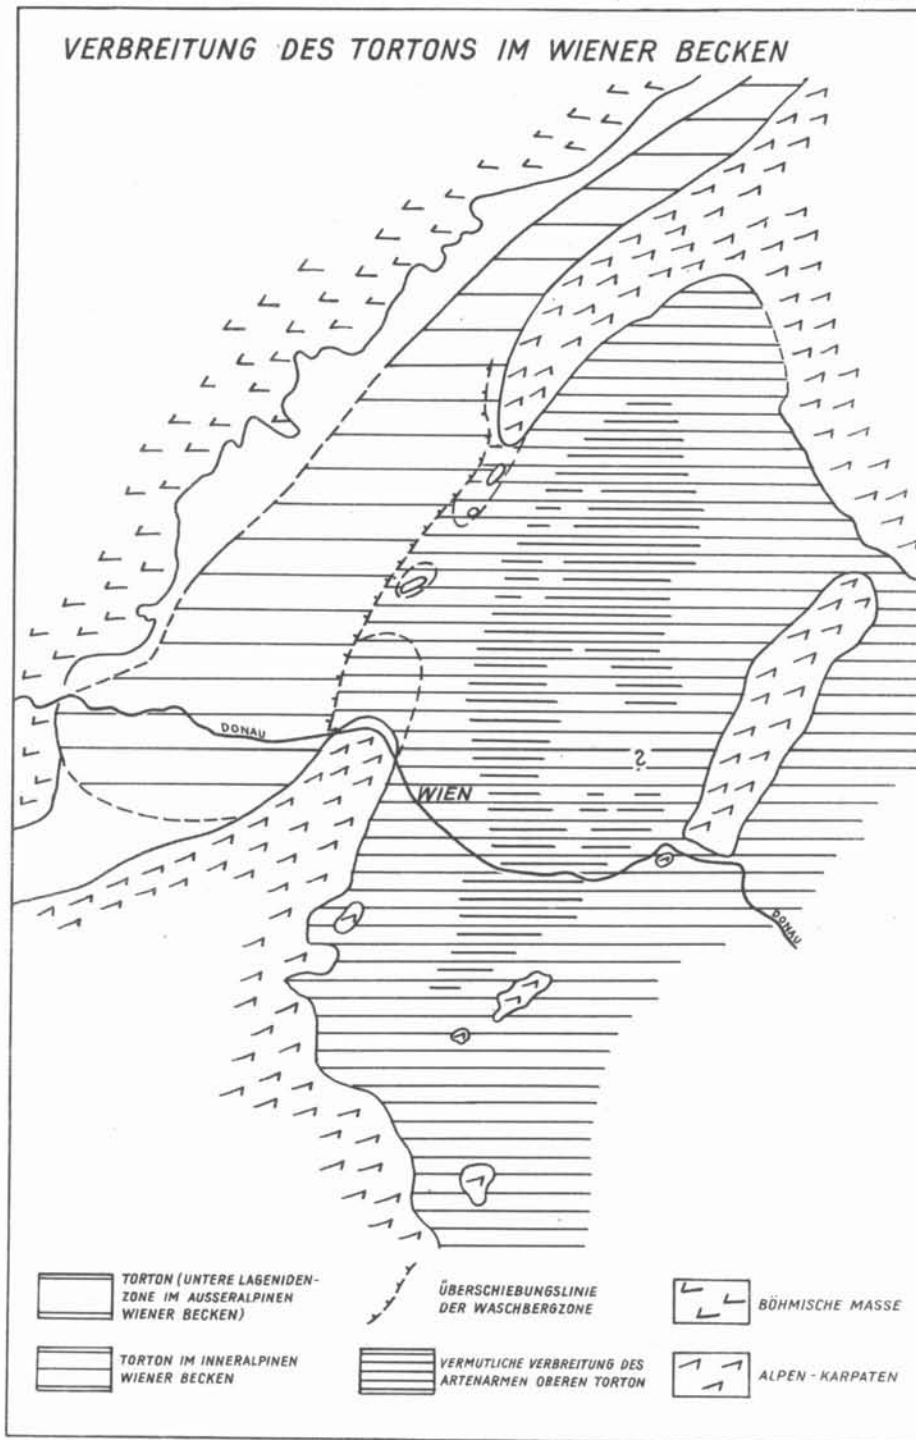 VERBREITUNG DES TORTONS IM WIENER BECKEN
DONAU
?
WIEN
DONAU
TORTON (UNTERE LAGENIDEN-
ZONE IM AUSSERALPINEN
WIENER BECKEN)
ÜBERSCHIEBUNGSLINIE
DER WASCHBERGZONE
BÖHMISCHE MASSE
TORTON IM INNERALPINEN
WIENER BECKEN
VERMUTLICHE VERBREITUNG DES
ARTENARMEN OBEREN TORTON
ALPEN - KARPATEN